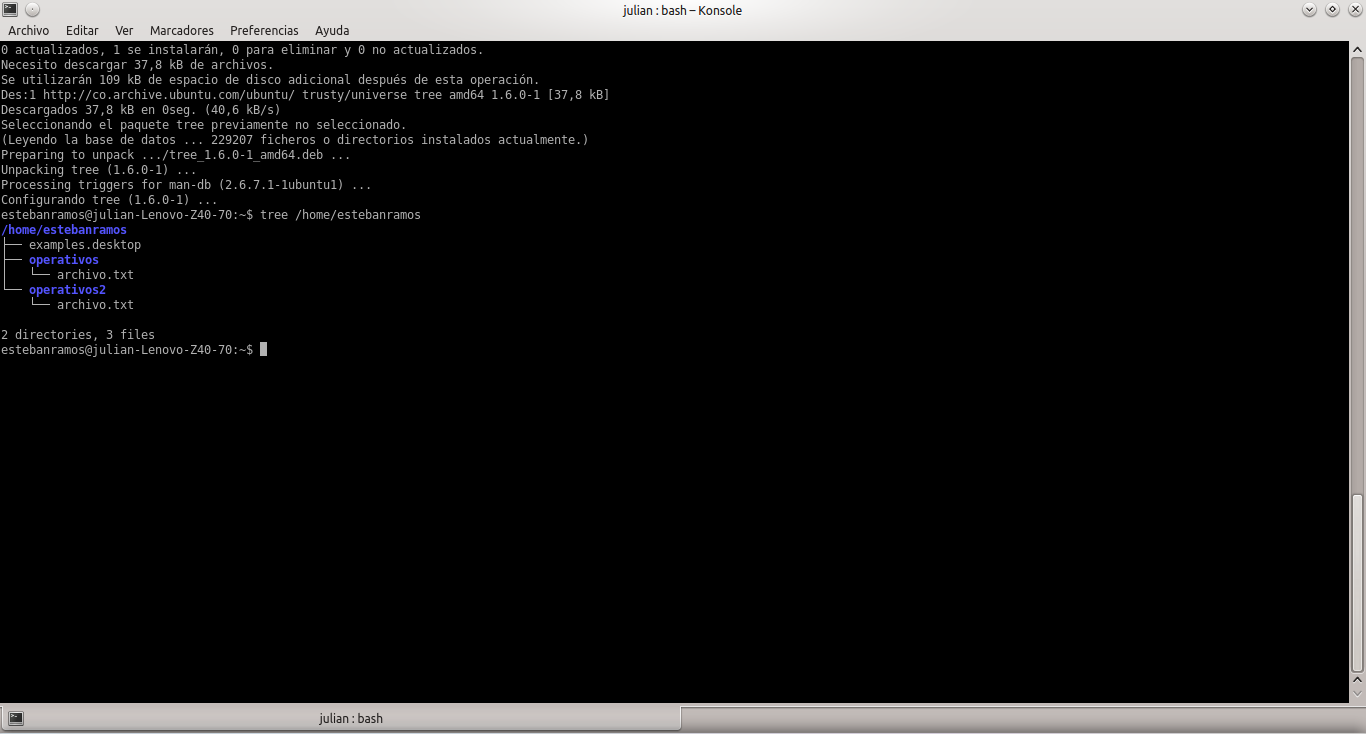 julian : bash – Konsole
Archivo Editar Ver Marcadores Preferencias Ayuda
0 actualizados, 1 se instalarán, 0 para eliminar y 0 no actualizados.
Necesito descargar 37,8 kB de archivos.
Se utilizarán 109 kB de espacio de disco adicional después de esta operación.
Des:1 http://co.archive.ubuntu.com/ubuntu/ trusty/universe tree amd64 1.6.0-1 [37,8 kB]
Descargados 37,8 kB en 0seg. (40,6 kB/s)
Seleccionando el paquete tree previamente no seleccionado.
(Leyendo la base de datos ... 229207 ficheros o directorios instalados actualmente.)
Preparing to unpack .../tree_1.6.0-1_amd64.deb ...
Unpacking tree (1.6.0-1) ...
Processing triggers for man-db (2.6.7.1-1ubuntu1) ...
Configurando tree (1.6.0-1) ...
estebanramos@julian-Lenovo-Z40-70:~$ tree /home/estebanramos
/home/estebanramos
├── examples.desktop
├── operativos
│   └── archivo.txt
└── operativos2
    └── archivo.txt
2 directories, 3 files
estebanramos@julian-Lenovo-Z40-70:~$
julian : bash